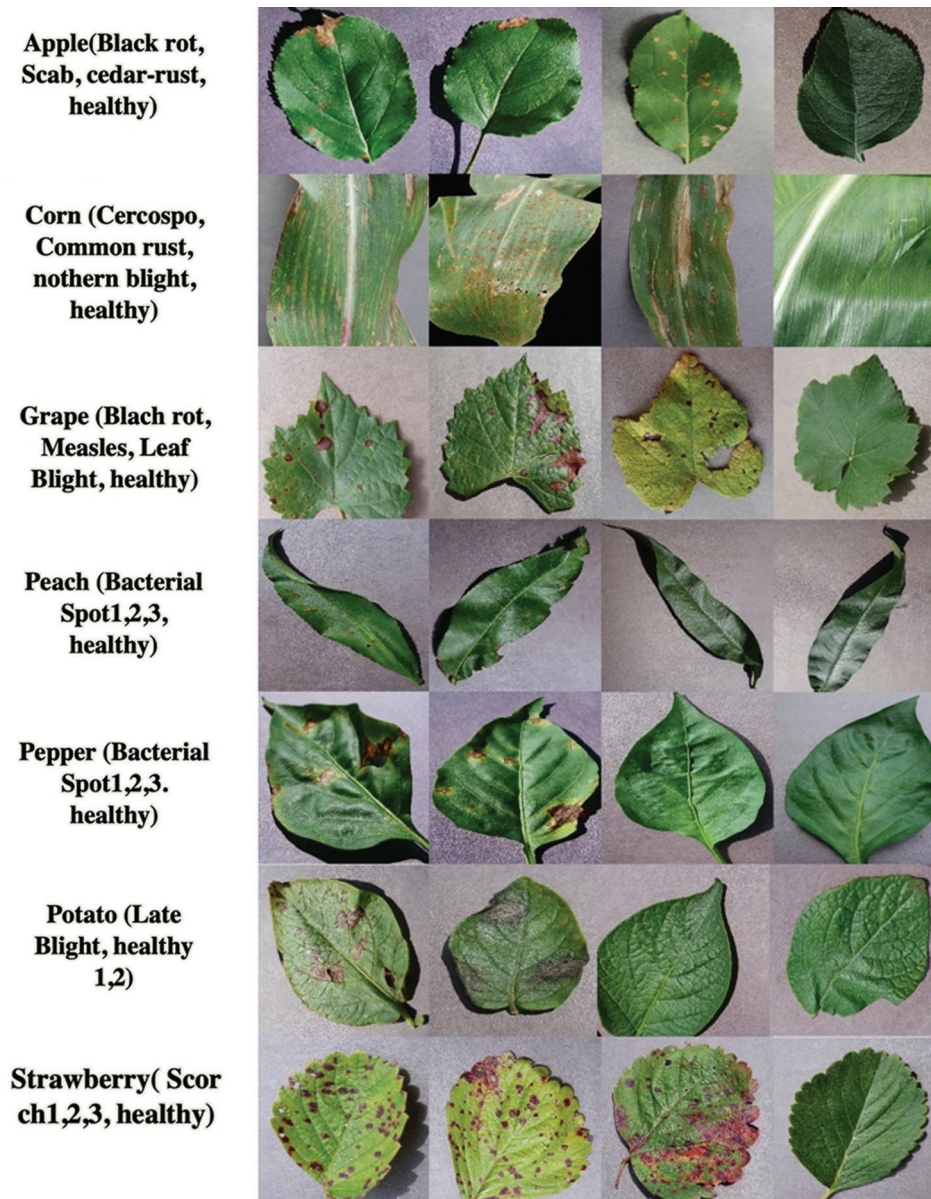 Apple(Black rot,
Scab, cedar-rust,
healthy)
Corn (Cercospo,
Common rust,
nothern blight,
healthy)
Grape (Blach rot,
Measles, Leaf
Blight, healthy)
Peach (Bacterial
Spot1,2,3,
healthy)
Pepper (Bacterial
Spot1,2,3.
healthy)
Potato (Late
Blight, healthy
1,2)
Strawberry( Scor
ch1,2,3, healthy)